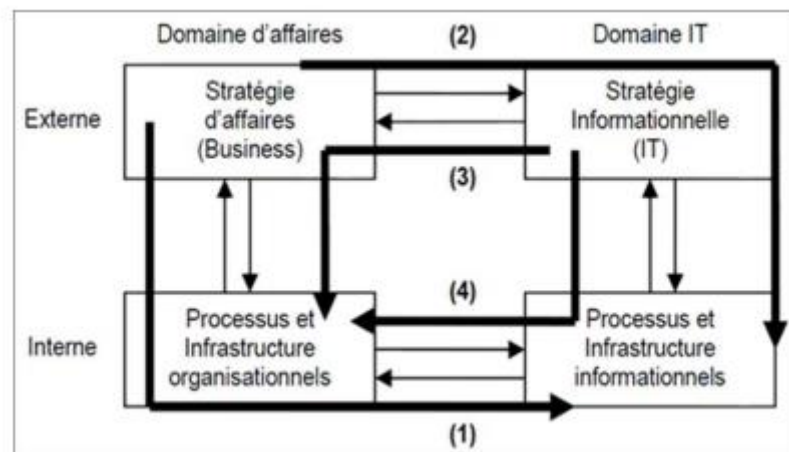 Domaine d'affaires (2) Domaine IT
Externe
Stratégie
d'affaires
(Business)
Stratégie
Informationnelle
(IT)
(3)
(4)
Interne
Processus et
Infrastructure
organisationnels
Processus et
Infrastructure
informationnels
(1)